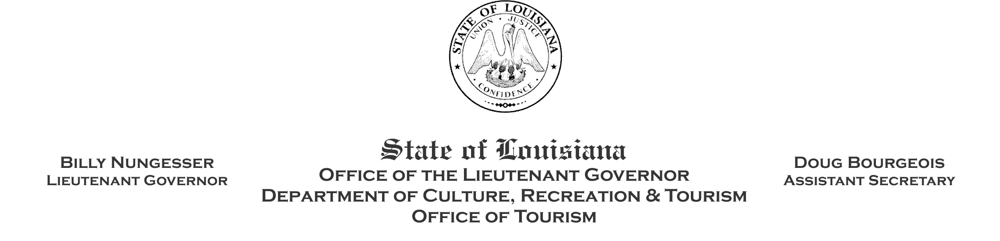 STATE OF LOUISIANA
UNION · JUSTICE
· CONFIDENCE ·
State of Louisiana
BILLY NUNGESSER
LIEUTENANT GOVERNOR
OFFICE OF THE LIEUTENANT GOVERNOR
DEPARTMENT OF CULTURE, RECREATION & TOURISM
OFFICE OF TOURISM
DOUG BOURGEOIS
ASSISTANT SECRETARY